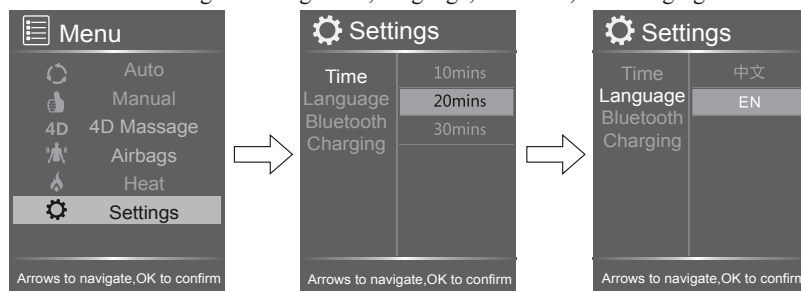 Menu
Auto
Manual
4D 4D Massage
Airbags
Heat
Settings
Arrows to navigate,OK to confirm
Settings
Time 10mins
Language 20mins
Bluetooth 30mins
Charging
Arrows to navigate,OK to confirm
Settings
Time 中文
Language EN
Bluetooth
Charging
Arrows to navigate,OK to confirm